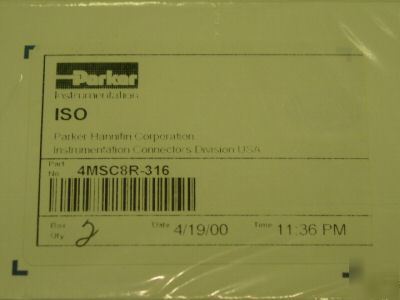 Parker
Instrumentation
ISO
Parker Hannifin Corporation
Instrumentation Connectors Division USA
Part No. 4MSC8R-316
Box Qty. 2 Date 4/19/00 Time 11:36 PM